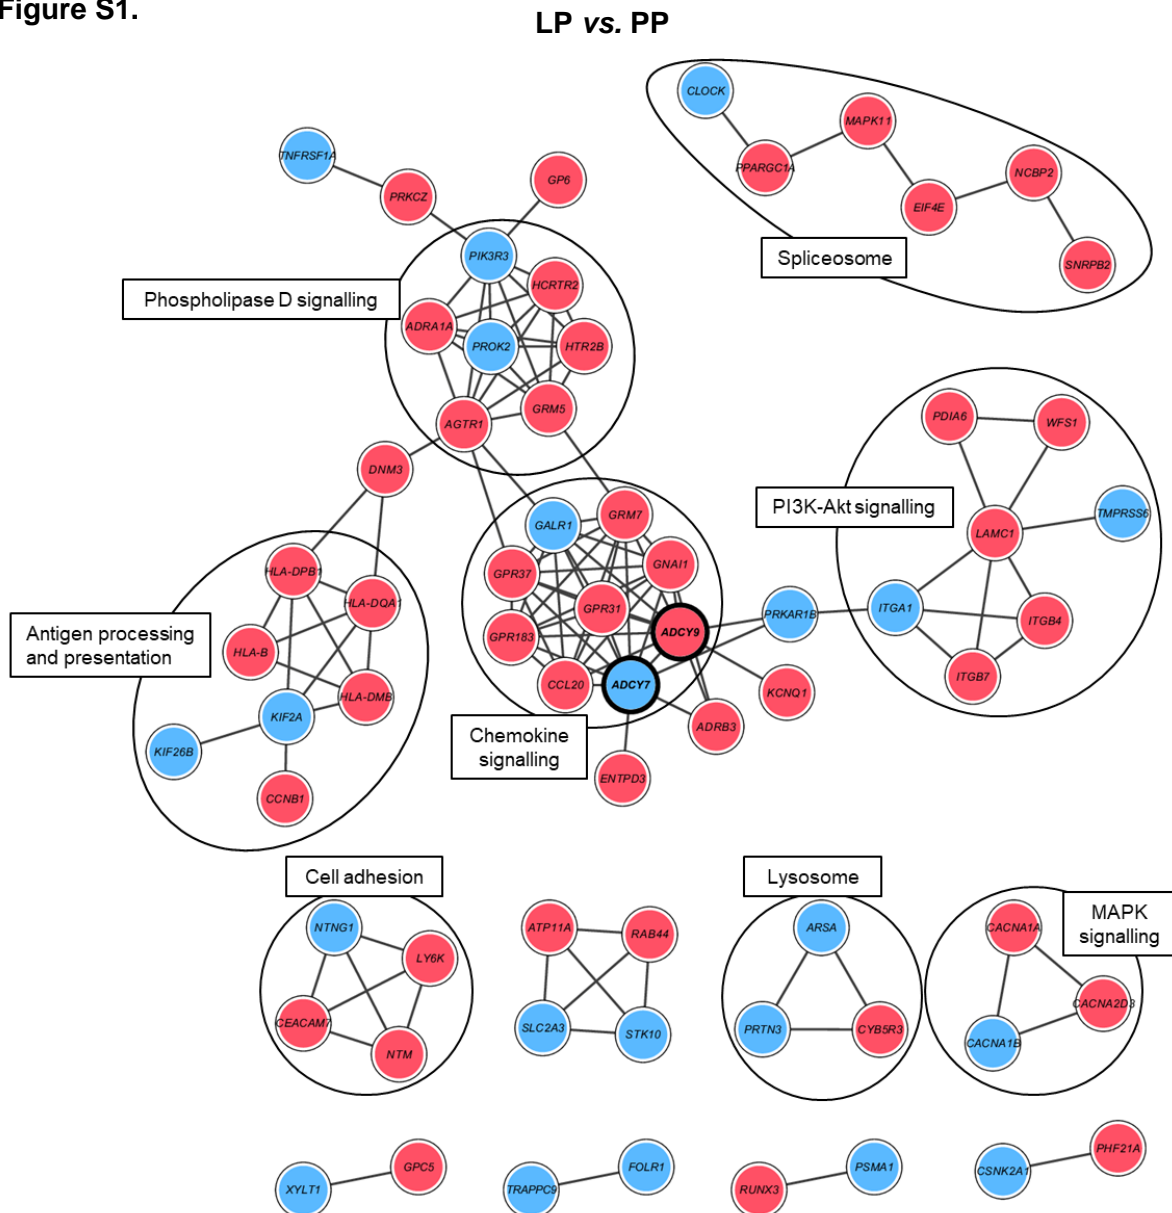 Figure S1.
LP vs. PP
CLOCK
MAPK11
TNFRSF1A
PPARGC1A
NCBP2
GP6
PRKCZ
EIF4E
PIK3R3
Spliceosome
SNRPB2
Phospholipase D signalling
HCRTR2
ADRA1A
PROK2
HTR2B
GRM5
AGTR1
PDIA6
WFS1
DNM3
PI3K-Akt signalling
TMPRSS6
GALR1
GRM7
LAMC1
GNAI1
GPR37
HLA-DPB1
HLA-DQA1
GPR31
PRKAR1B
ITGA1
ITGB4
ADCY9
GPR183
Antigen processing
and presentation
HLA-B
ITGB7
CCL20
ADCY7
KCNQ1
HLA-DMB
KIF2A
ADRB3
Chemokine
signalling
KIF26B
ENTPD3
CCNB1
Cell adhesion
Lysosome
MAPK
signalling
NTNG1
ATP11A
RAB44
ARSA
CACNA1A
LY6K
CACNA2D3
CEACAM7
SLC2A3
STK10
PRTN3
CYB5R3
CACNA1B
NTM
GPC5
FOLR1
PSMA1
PHF21A
XYLT1
TRAPPC9
RUNX3
CSNK2A1